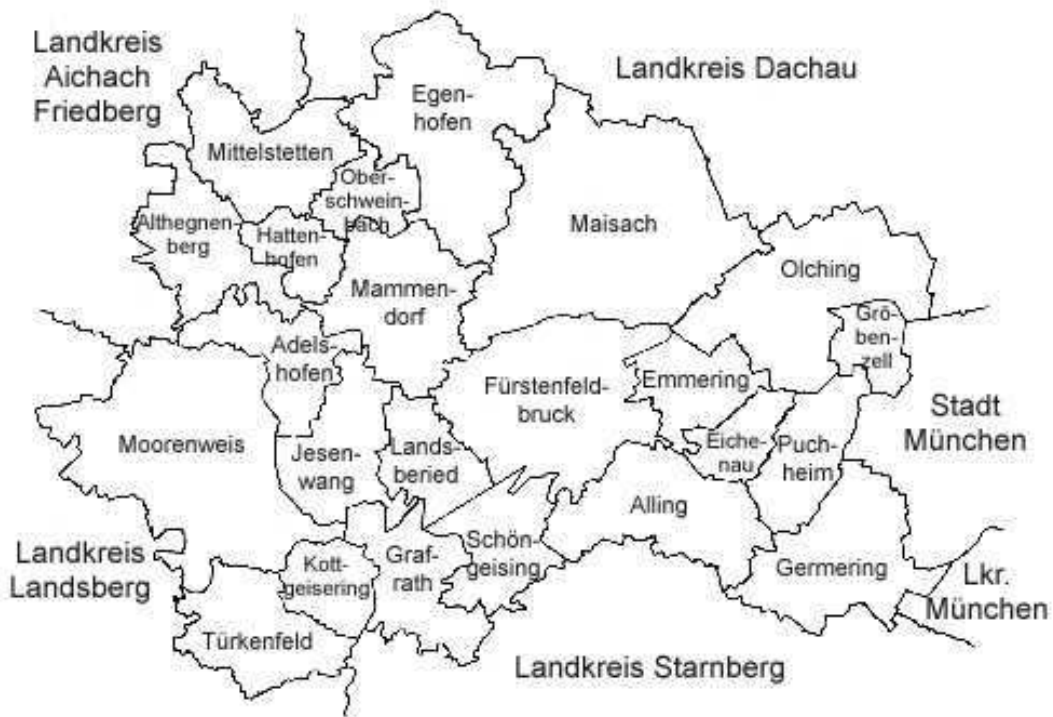 Landkreis
Aichach
Friedberg
Landkreis Dachau
Egen-
hofen
Mittelstetten
Ober-
schwein-
bach
Althegnen-
berg
Hatten-
hofen
Maisach
Olching
Mammen-
dorf
Grö-
ben-
zell
Adels-
hofen
Fürstenfeld-
bruck
Emmering
Stadt
München
Moorenweis
Jesen-
wang
Lands-
beried
Eiche-
nau
Puch-
heim
Alling
Landkreis
Landsberg
Kott-
geisering
Graf-
rath
Schön-
geising
Germering
Lkr.
München
Türkenfeld
Landkreis Starnberg